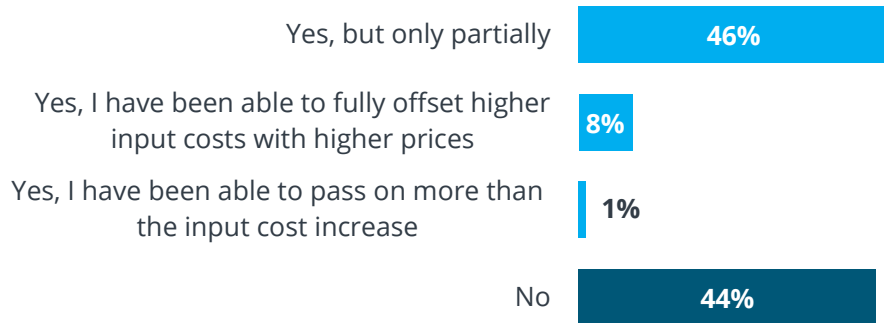 Yes, but only partially
46%
Yes, I have been able to fully offset higher
input costs with higher prices
8%
Yes, I have been able to pass on more than
the input cost increase
1%
No
44%